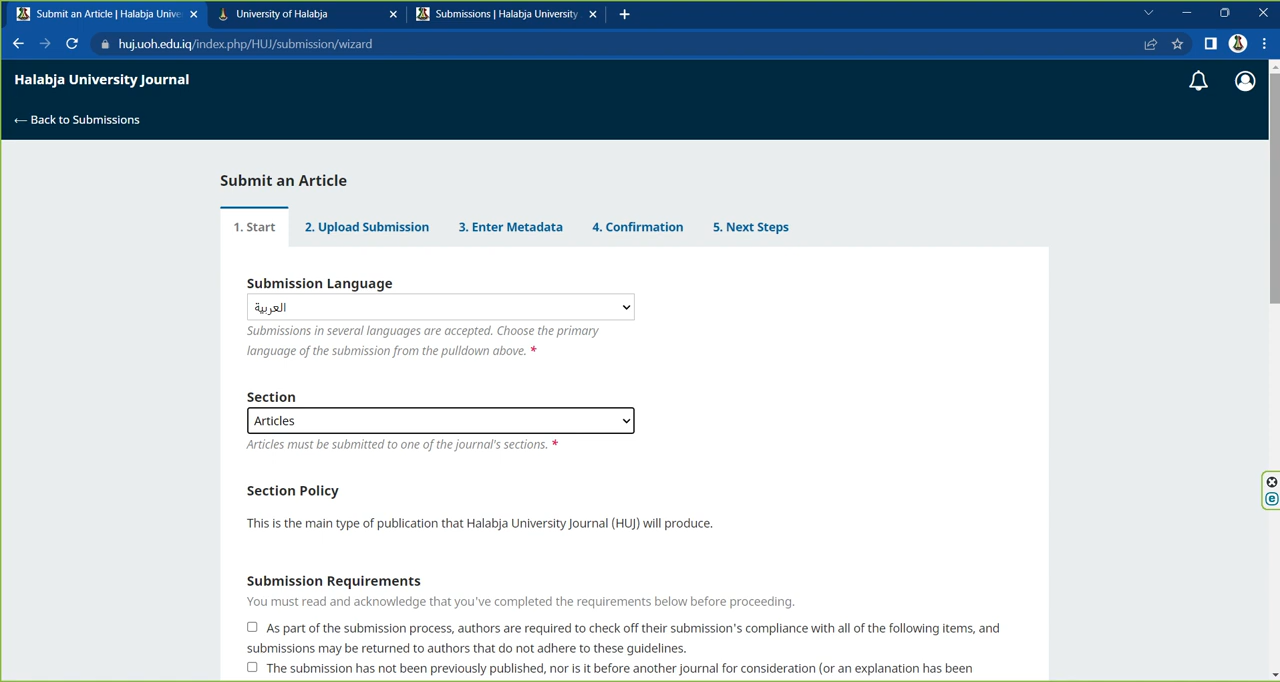 Submit an Article | Halabja Unive
University of Halabja
Submissions | Halabja University
huj.uoh.edu.iq/index.php/HUJ/submission/wizard
Halabja University Journal
← Back to Submissions
Submit an Article
1. Start
2. Upload Submission
3. Enter Metadata
4. Confirmation
5. Next Steps
Submission Language
العربية
Submissions in several languages are accepted. Choose the primary
language of the submission from the pulldown above. *
Section
Articles
Articles must be submitted to one of the journal's sections. *
Section Policy
This is the main type of publication that Halabja University Journal (HUJ) will produce.
Submission Requirements
You must read and acknowledge that you've completed the requirements below before proceeding.
As part of the submission process, authors are required to check off their submission's compliance with all of the following items, and
submissions may be returned to authors that do not adhere to these guidelines.
The submission has not been previously published, nor is it before another journal for consideration (or an explanation has been